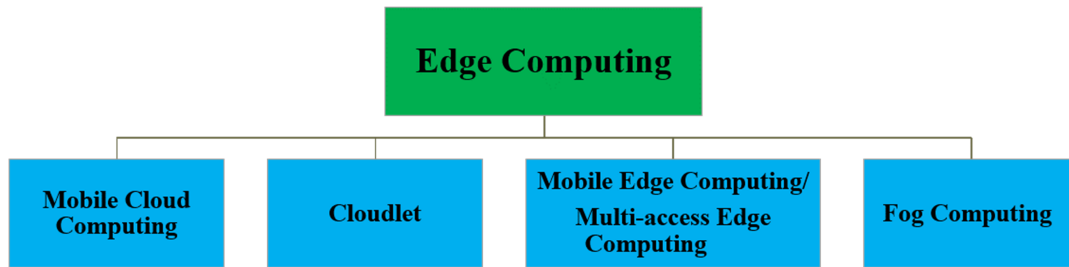 Edge Computing
Mobile Cloud
Computing
Cloudlet
Mobile Edge Computing/
Multi-access Edge
Computing
Fog Computing